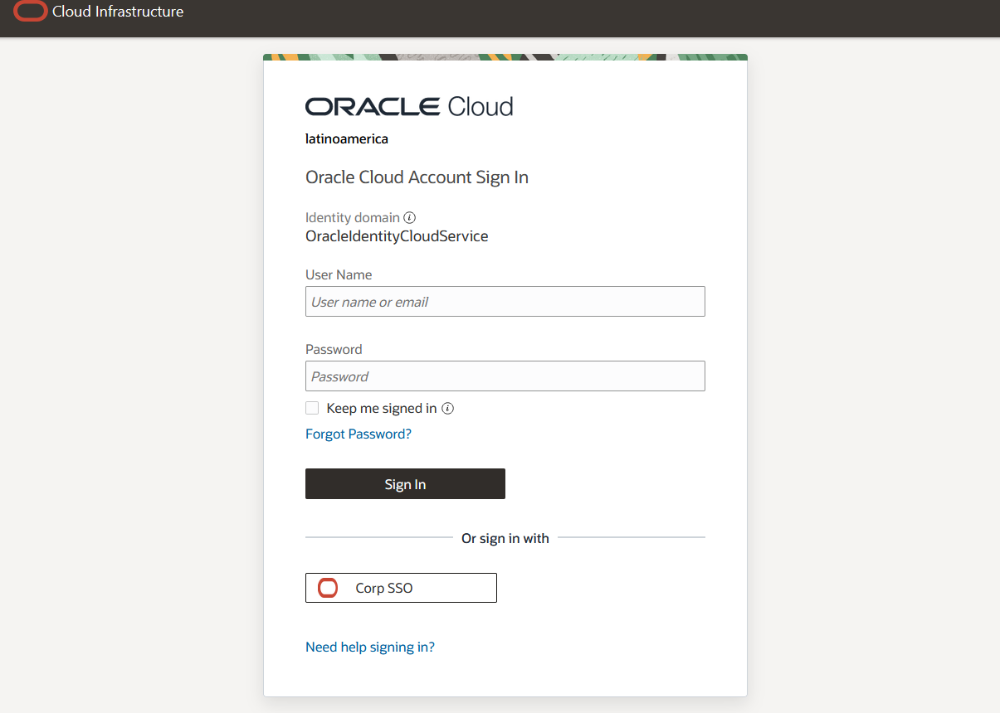 Cloud Infrastructure
ORACLE Cloud
latinoamerica
Oracle Cloud Account Sign In
Identity domain
OracleIdentityCloudService
User Name
User name or email
Password
Password
Keep me signed in
Forgot Password?
Sign In
Or sign in with
Corp SSO
Need help signing in?